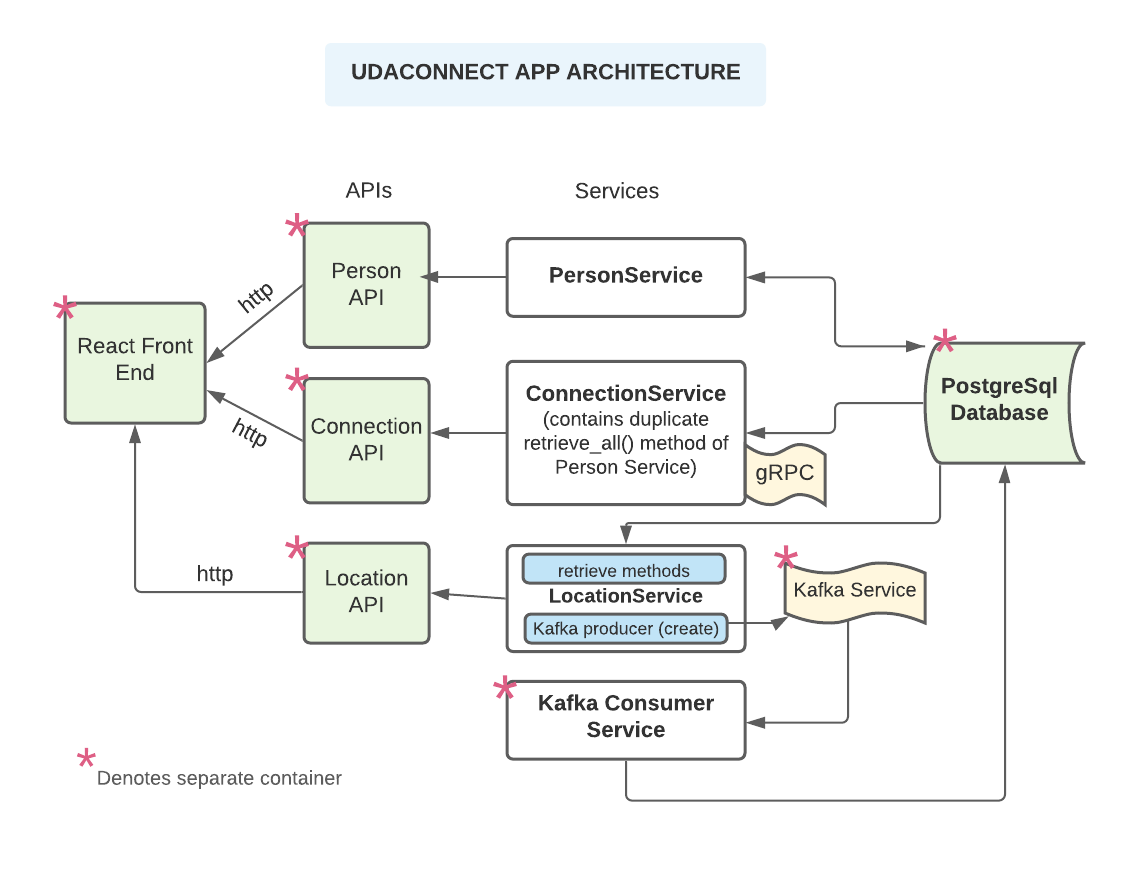 UDACONNECT APP ARCHITECTURE
APIs
Services
*
Person
API
PersonService
http
*
React Front
End
*
PostgreSql
Database
*
Connection
API
http
ConnectionService
(contains duplicate
retrieve_all() method of
Person Service)
gRPC
*
Location
API
http
retrieve methods
LocationService
Kafka producer (create)
*
Kafka Service
*
Kafka Consumer
Service
*
Denotes separate container